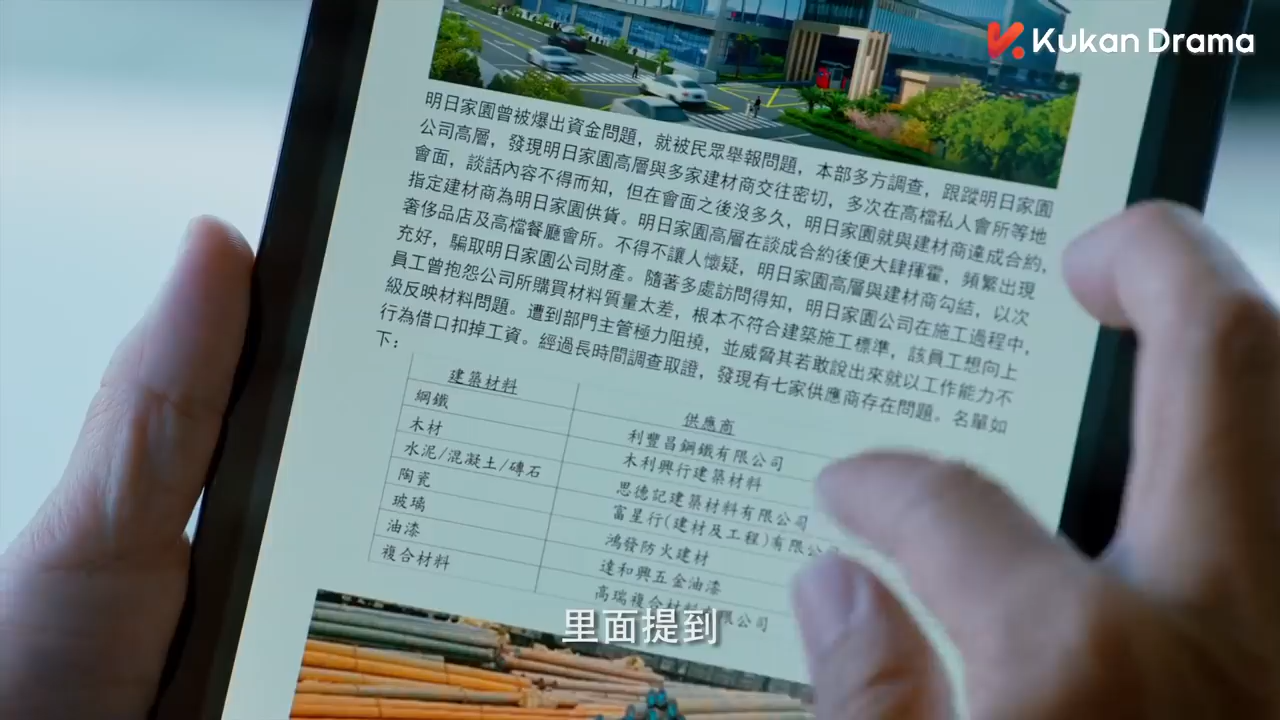 Kukan Drama
明日家園曾被爆出資金問題，就被民眾舉報問題，本部多方調查，跟蹤明日家園
公司高層，發現明日家園高層與多家建材商交往密切，多次在高檔私人會所等地
會面，談話內容不得而知，但在會面之後沒多久，明日家園就與建材商達成合約，
指定建材商為明日家園供貨。明日家園高層在談成合約後便大肆揮霍，頻繁出現
奢侈品店及高檔餐廳會所。不得不讓人懷疑，明日家園高層與建材商勾結，以次
充好，騙取明日家園公司財產。隨著多處訪問得知，明日家園公司在施工過程中，
員工曾抱怨公司所購買材料質量太差，根本不符合建築施工標準，該員工想向上
級反映材料問題。遭到部門主管極力阻撓，並威脅其若敢說出來就以工作能力不
行為借口扣掉工資。經過長時間調查取證，發現有七家供應商存在問題。名單如
下：
建築材料 供應商
鋼鐵 利豐昌鋼鐵有限公司
木材 木利興行建築材料
水泥/混凝土/磚石 思德記建築材料有限公司
陶瓷 富星行(建材及工程)有限公
玻璃 鴻發防火建材
油漆 達和興五金油漆
複合材料 高瑞複合材料有限公司
里面提到